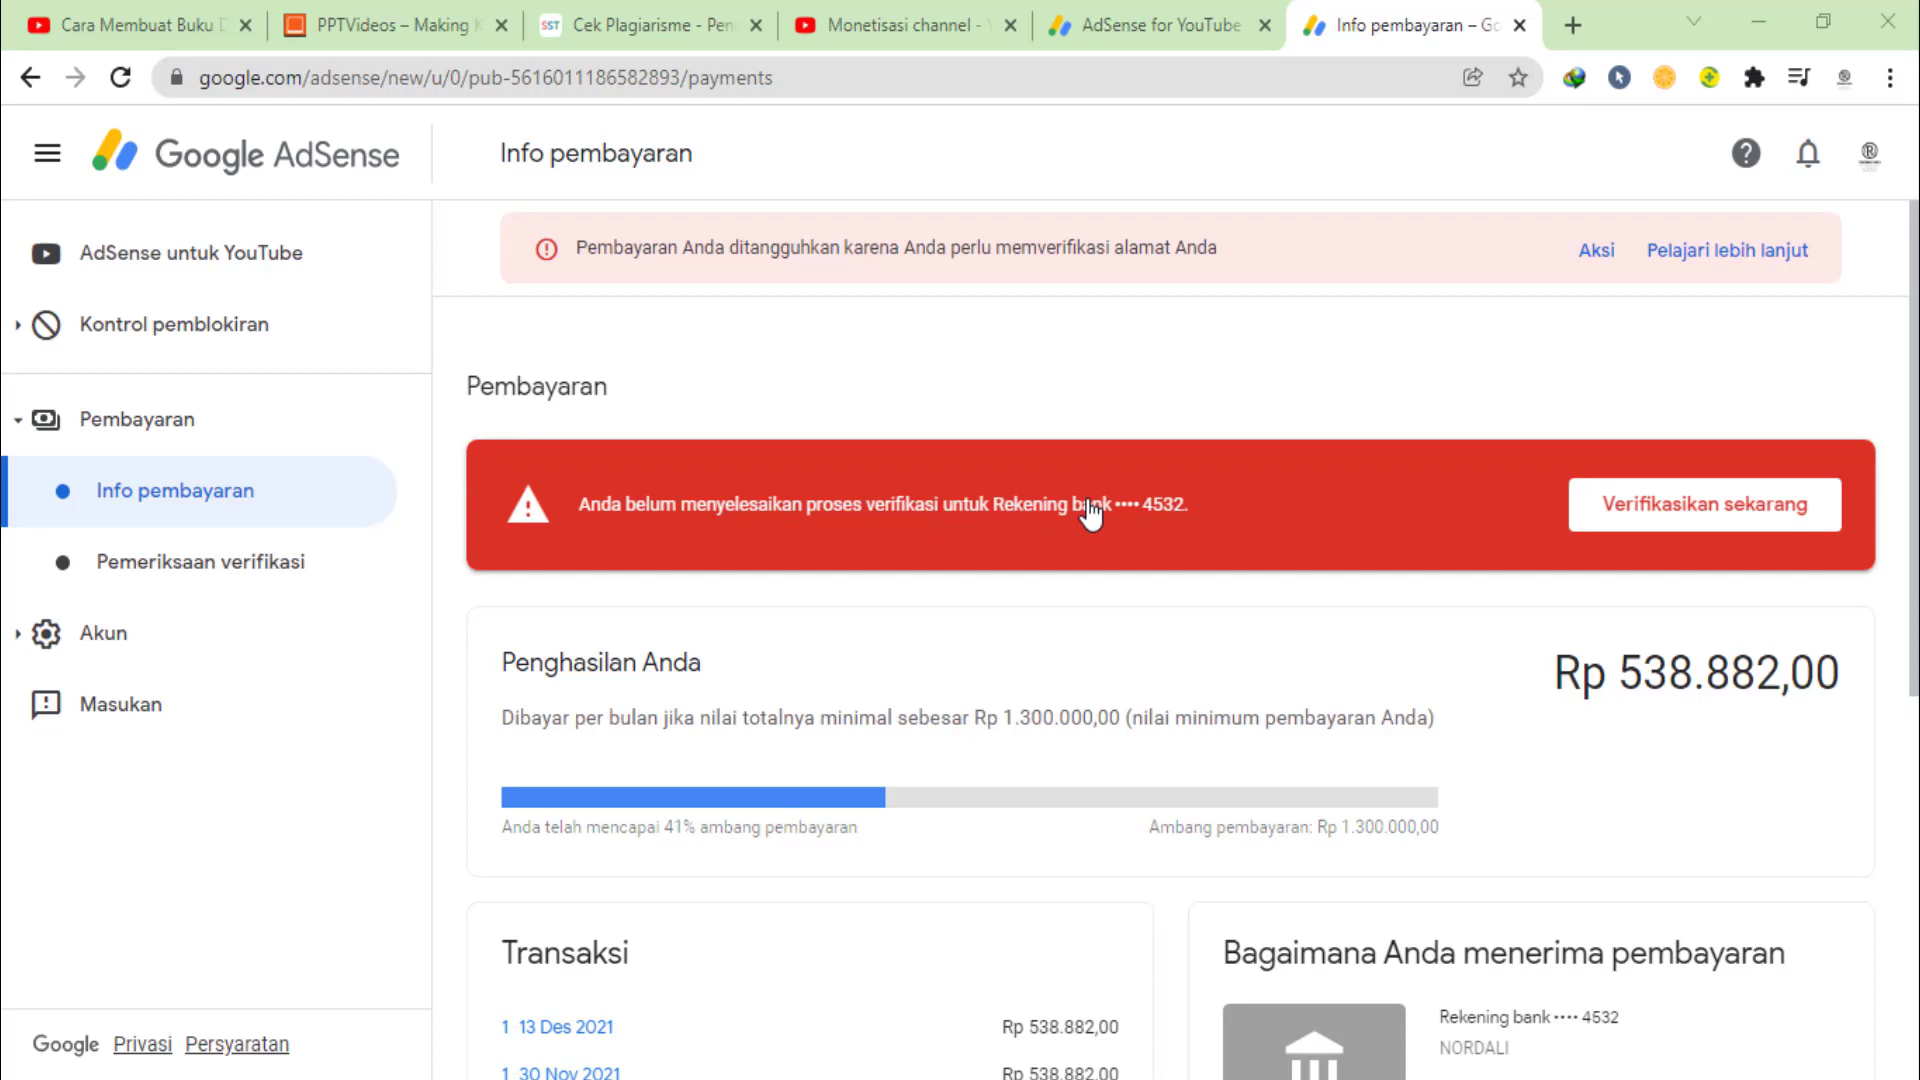 Cara Membuat Buku D
PPTVideos – Making K
SST Cek Plagiarisme - Pen
Monetisasi channel -
AdSense for YouTube
Info pembayaran – Go
google.com/adsense/new/u/0/pub-5616011186582893/payments
Google AdSense
Info pembayaran
AdSense untuk YouTube
Kontrol pemblokiran
Pembayaran
Info pembayaran
Pemeriksaan verifikasi
Akun
Masukan
Google Privasi Persyaratan
Pembayaran Anda ditangguhkan karena Anda perlu memverifikasi alamat Anda
Aksi Pelajari lebih lanjut
Pembayaran
Anda belum menyelesaikan proses verifikasi untuk Rekening bank •••• 4532.
Verifikasikan sekarang
Penghasilan Anda
Rp 538.882,00
Dibayar per bulan jika nilai totalnya minimal sebesar Rp 1.300.000,00 (nilai minimum pembayaran Anda)
Anda telah mencapai 41% ambang pembayaran
Ambang pembayaran: Rp 1.300.000,00
Transaksi
1 13 Des 2021 Rp 538.882,00
1 30 Nov 2021 Rp 538.882,00
Bagaimana Anda menerima pembayaran
Rekening bank •••• 4532
NORDALI